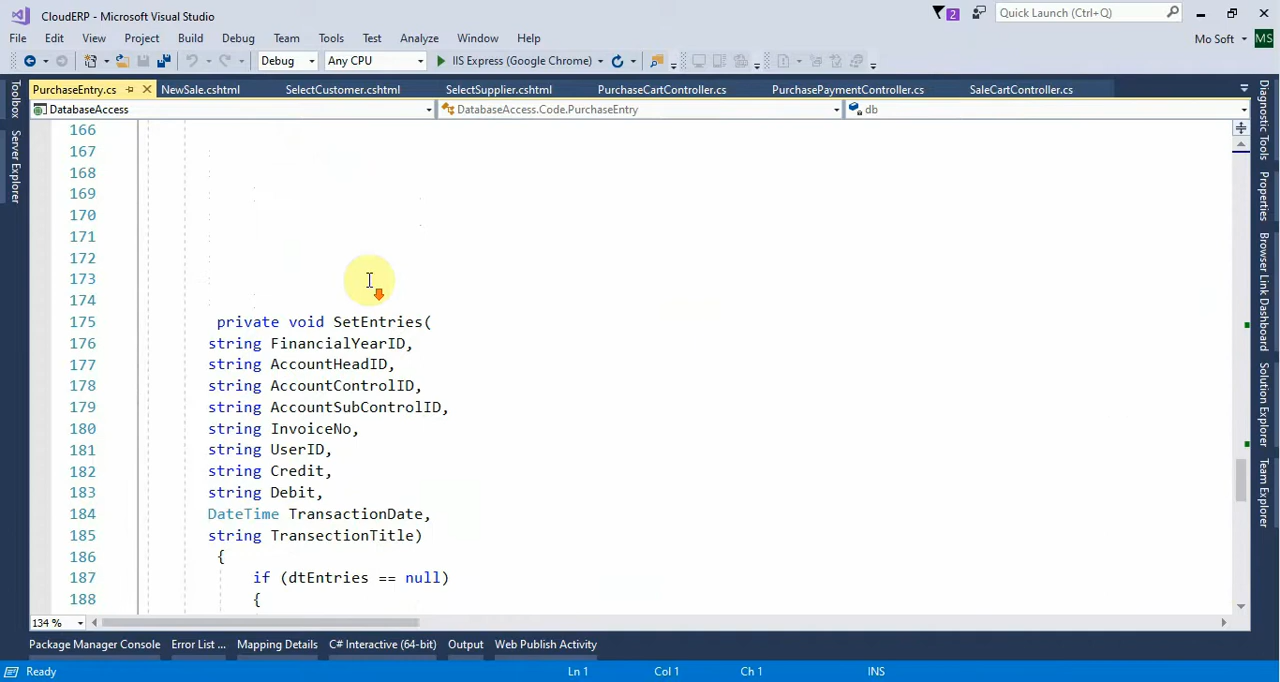 CloudERP - Microsoft Visual Studio
2
Quick Launch (Ctrl+Q)
File Edit View Project Build Debug Team Tools Test Analyze Window Help
Mo Soft MS
Debug Any CPU IIS Express (Google Chrome)
PurchaseEntry.cs NewSale.cshtml SelectCustomer.cshtml SelectSupplier.cshtml PurchaseCartController.cs PurchasePaymentController.cs SaleCartController.cs
DatabaseAccess DatabaseAccess.Code.PurchaseEntry db
Toolbox
Server Explorer
166
167
168
169
170
171
172
173
174
175 private void SetEntries(
176 string FinancialYearID,
177 string AccountHeadID,
178 string AccountControlID,
179 string AccountSubControlID,
180 string InvoiceNo,
181 string UserID,
182 string Credit,
183 string Debit,
184 DateTime TransactionDate,
185 string TransectionTitle)
186 {
187 if (dtEntries == null)
188 {
Diagnostic Tools
Properties
Browser Link Dashboard
Solution Explorer
Team Explorer
134 %
Package Manager Console Error List ... Mapping Details C# Interactive (64-bit) Output Web Publish Activity
Ready Ln 1 Col 1 Ch 1 INS